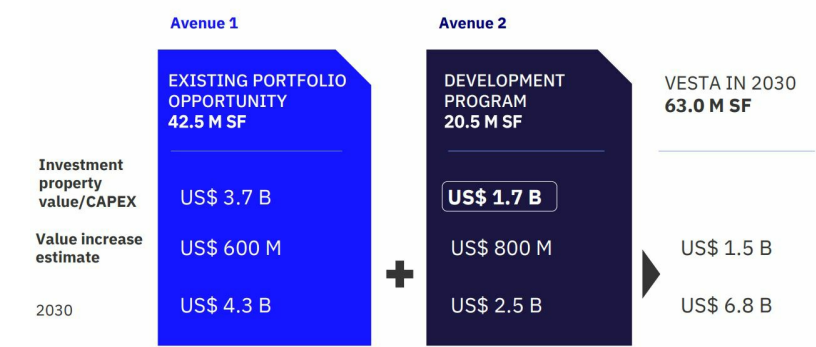 Avenue 1
Avenue 2
EXISTING PORTFOLIO
OPPORTUNITY
42.5 M SF
DEVELOPMENT
PROGRAM
20.5 M SF
VESTA IN 2030
63.0 M SF
Investment
property
value/CAPEX
US$ 3.7 B
US$ 1.7 B
Value increase
estimate
US$ 600 M
US$ 800 M
US$ 1.5 B
2030
US$ 4.3 B
US$ 2.5 B
US$ 6.8 B